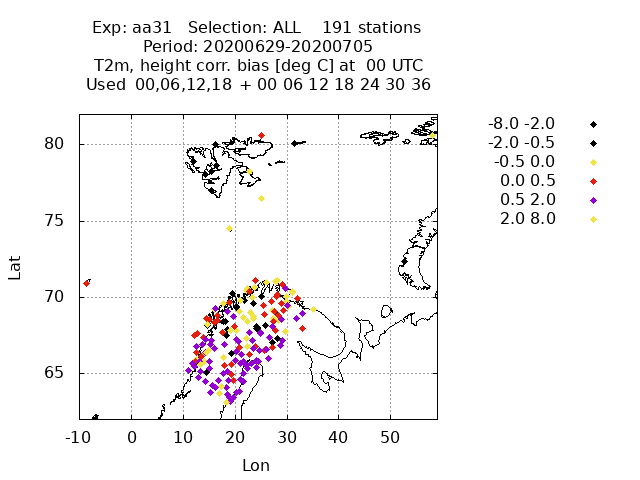 Exp: aa31 Selection: ALL 191 stations
Period: 20200629-20200705
T2m, height corr. bias [deg C] at 00 UTC
Used 00,06,12,18 + 00 06 12 18 24 30 36
-8.0 -2.0
-2.0 -0.5
-0.5 0.0
0.0 0.5
0.5 2.0
2.0 8.0
80
75
70
65
Lat
-10 0 10 20 30 40 50
Lon